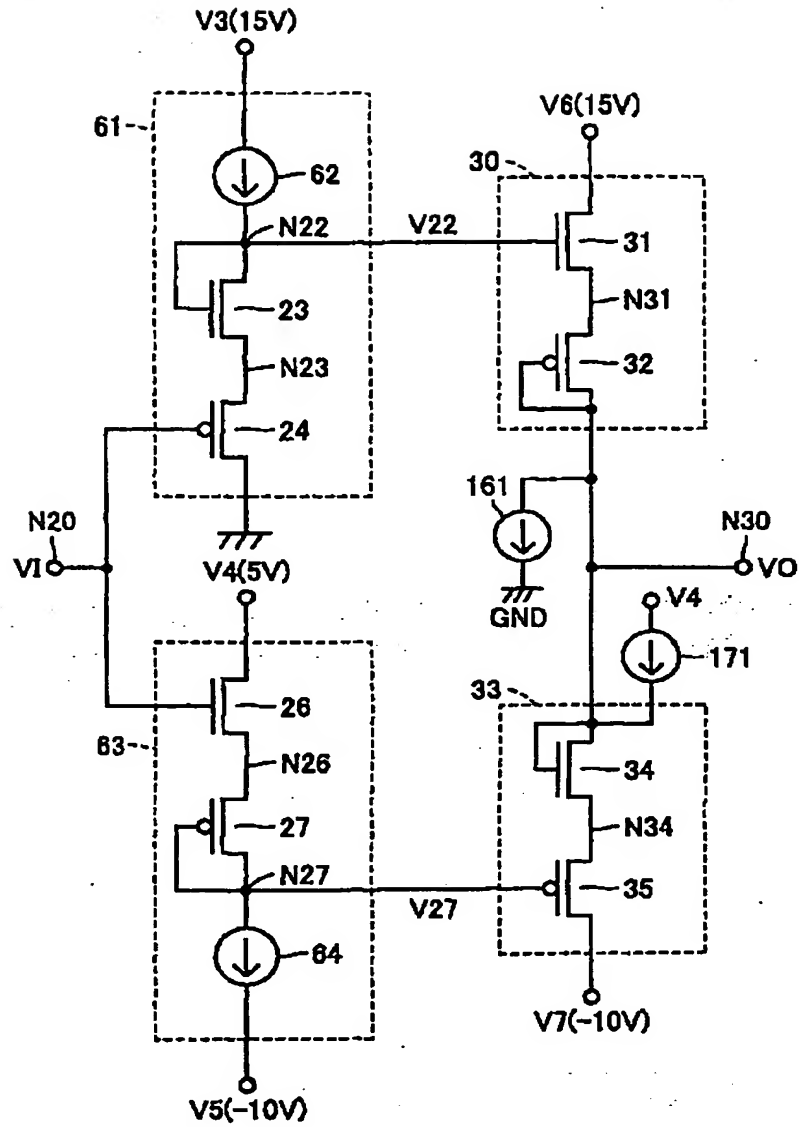 V3(15V)
61
62
N22
V22
23
N23
24
V6(15V)
30
31
N31
32
161
GND
N20
VI
N30
VO
V4(5V)
V4
171
33
63
26
N26
27
N27
V27
64
34
N34
35
V7(-10V)
V5(-10V)